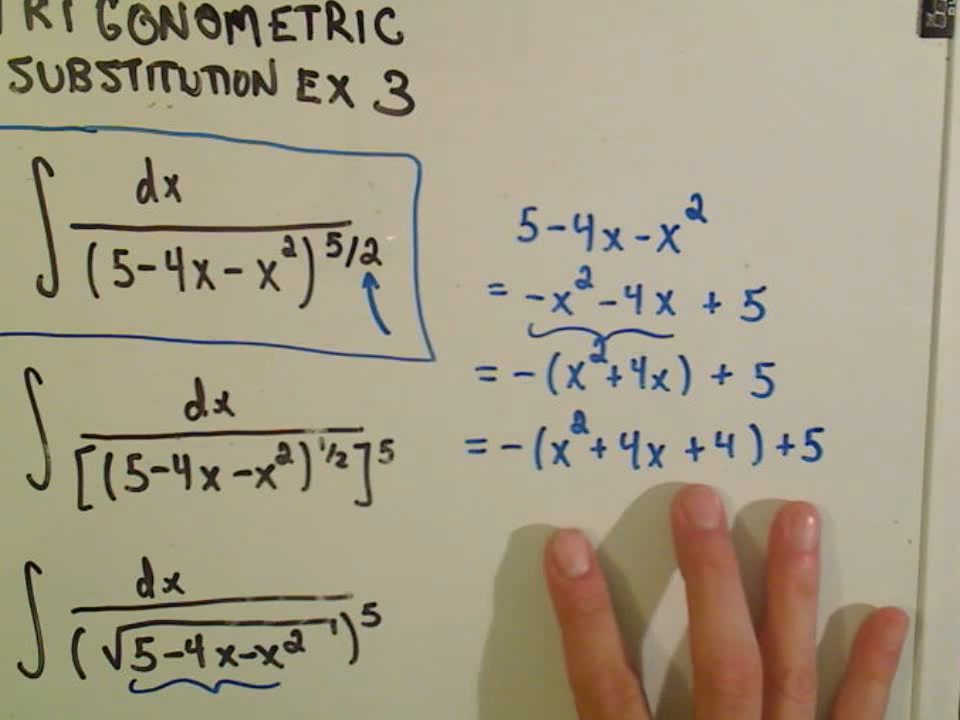 TRIGONOMETRIC
SUBSTITUTION EX 3
∫ dx / (5-4x-x²)^5/2
∫ dx / [(5-4x-x²)^1/2]^5
∫ dx / (√5-4x-x²)^5
5-4x-x²
= -x²-4x + 5
= -(x²+4x) + 5
= -(x²+4x+4)+5